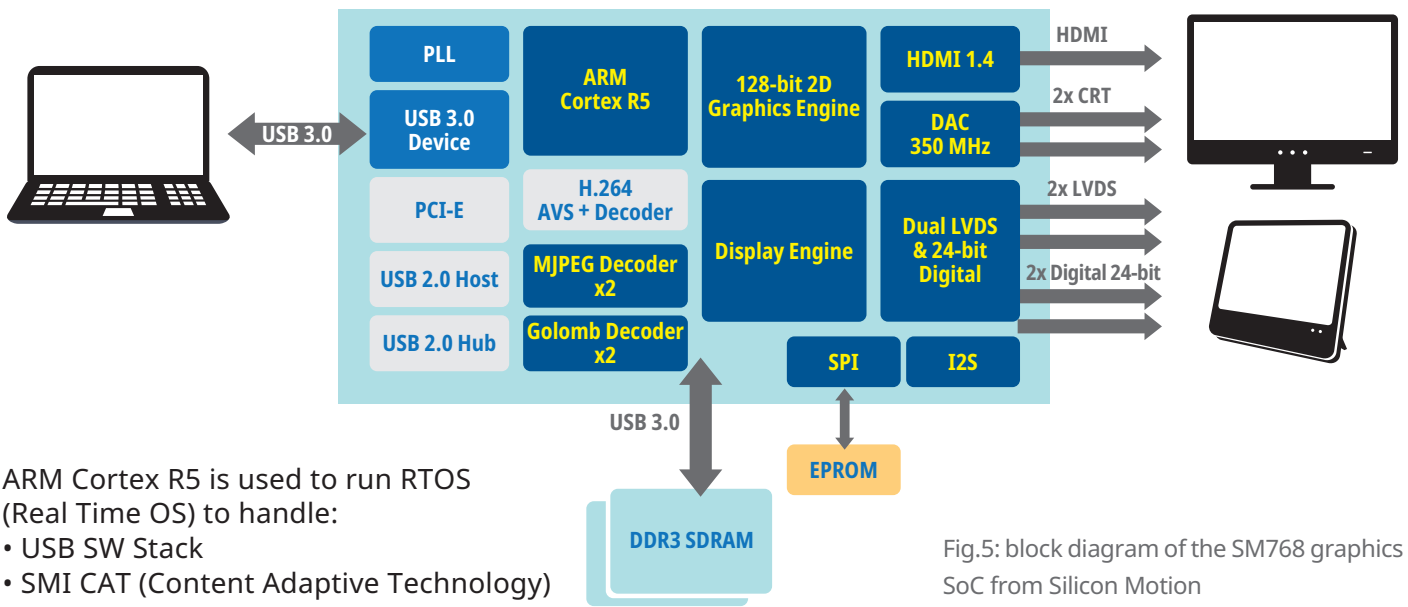 USB 3.0
PLL
USB 3.0
Device
PCI-E
USB 2.0 Host
USB 2.0 Hub
ARM
Cortex R5
H.264
AVS + Decoder
MJPEG Decoder
x2
Golomb Decoder
x2
128-bit 2D
Graphics Engine
Display Engine
HDMI 1.4
DAC
350 MHz
Dual LVDS
& 24-bit
Digital
SPI
I2S
HDMI
2x CRT
2x LVDS
2x Digital 24-bit
USB 3.0
EPROM
DDR3 SDRAM
ARM Cortex R5 is used to run RTOS
(Real Time OS) to handle:
• USB SW Stack
• SMI CAT (Content Adaptive Technology)
Fig.5: block diagram of the SM768 graphics
SoC from Silicon Motion